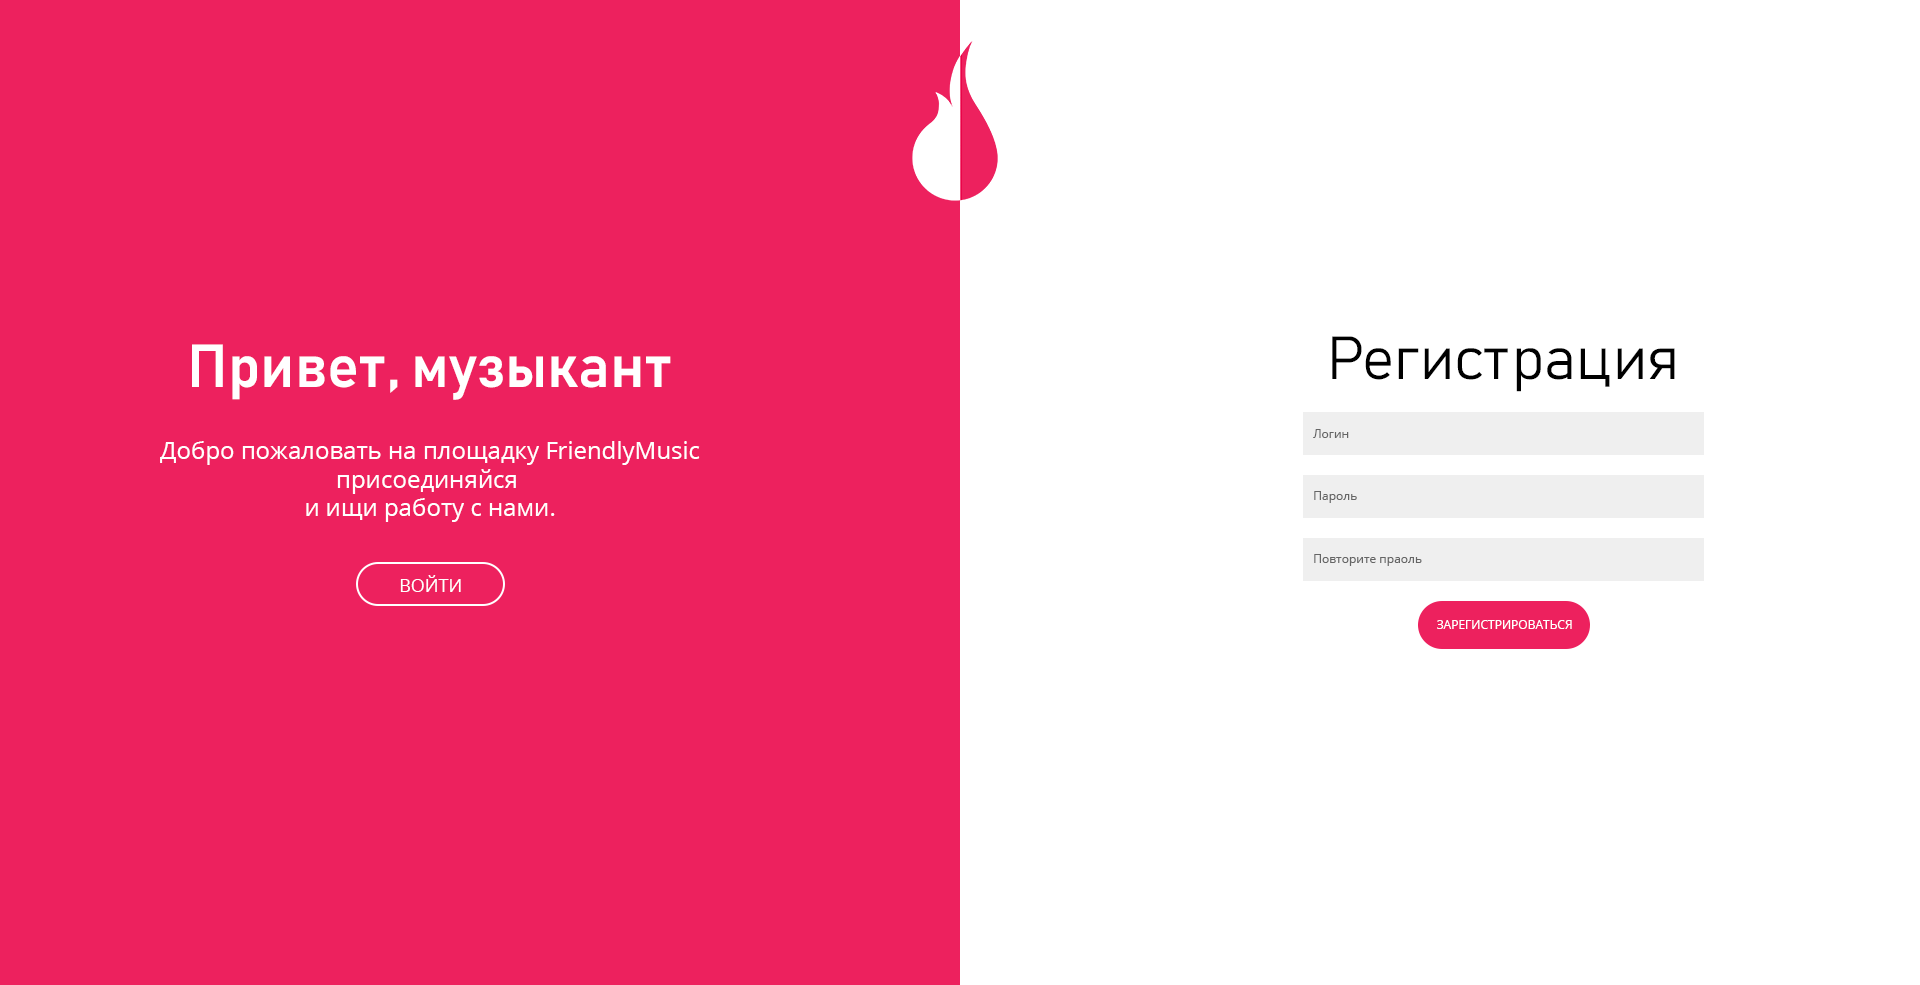 Привет, музыкант
Добро пожаловать на площадку FriendlyMusic
присоединяйся
и ищи работу с нами.
ВОЙТИ
Регистрация
Логин
Пароль
Повторите праоль
ЗАРЕГИСТРИРОВАТЬСЯ